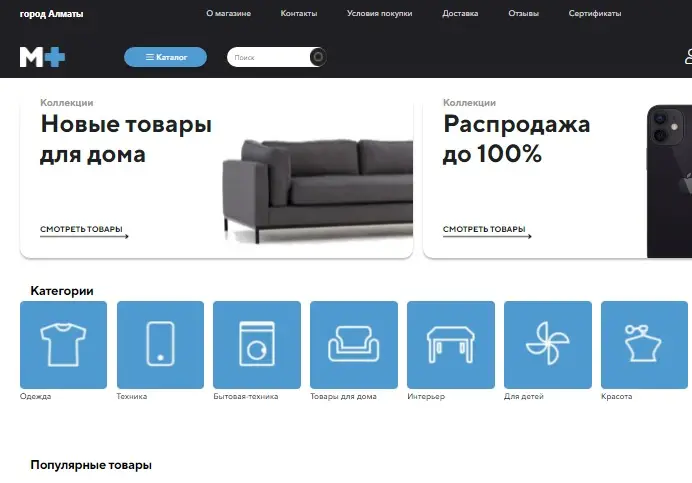 город Алматы О магазине Контакты Условия покупки Доставка Отзывы Сертификаты
М+ Каталог Поиск
Коллекции
Новые товары
для дома
СМОТРЕТЬ ТОВАРЫ
Коллекции
Распродажа
до 100%
СМОТРЕТЬ ТОВАРЫ
Категории
Одежда Техника Бытовая-техника Товары для дома Интерьер Для детей Красота
Популярные товары